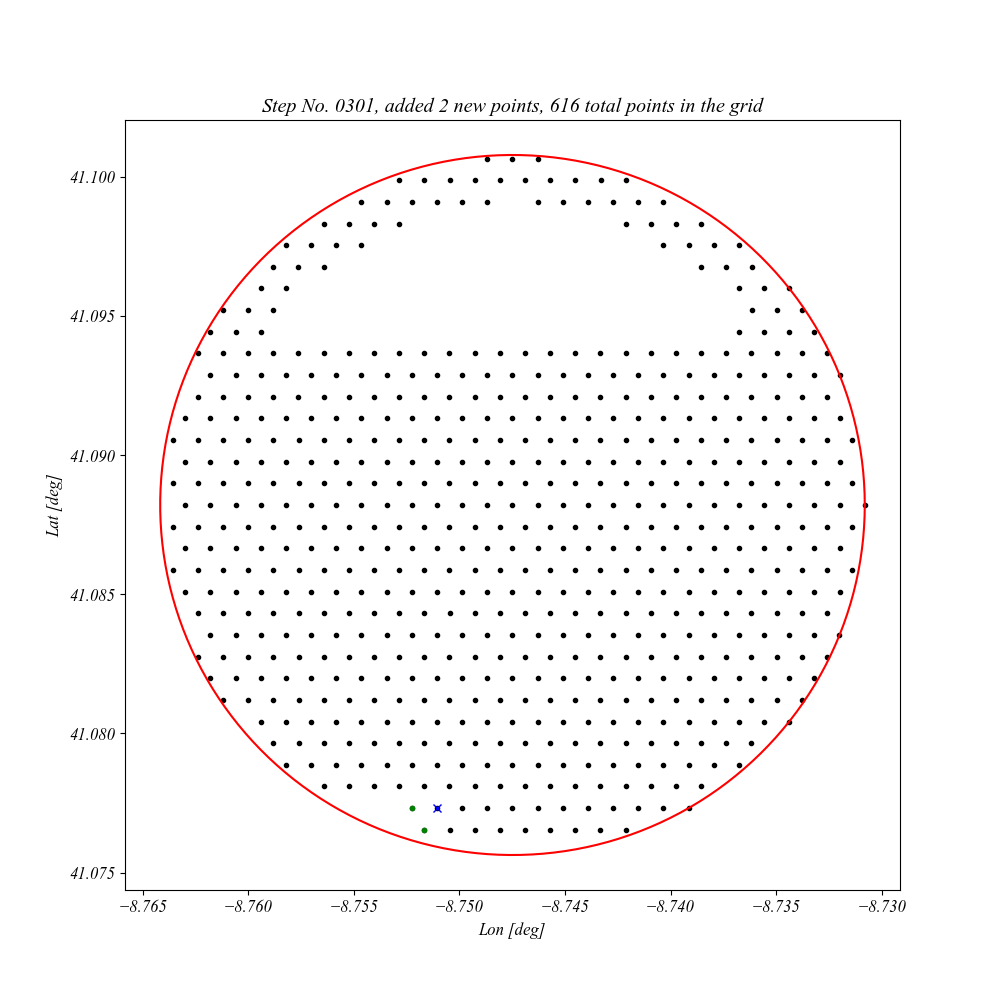 Step No. 0301, added 2 new points, 616 total points in the grid
41.100
41.095
41.090
41.085
41.080
41.075
Lat [deg]
−8.765 −8.760 −8.755 −8.750 −8.745 −8.740 −8.735 −8.730
Lon [deg]